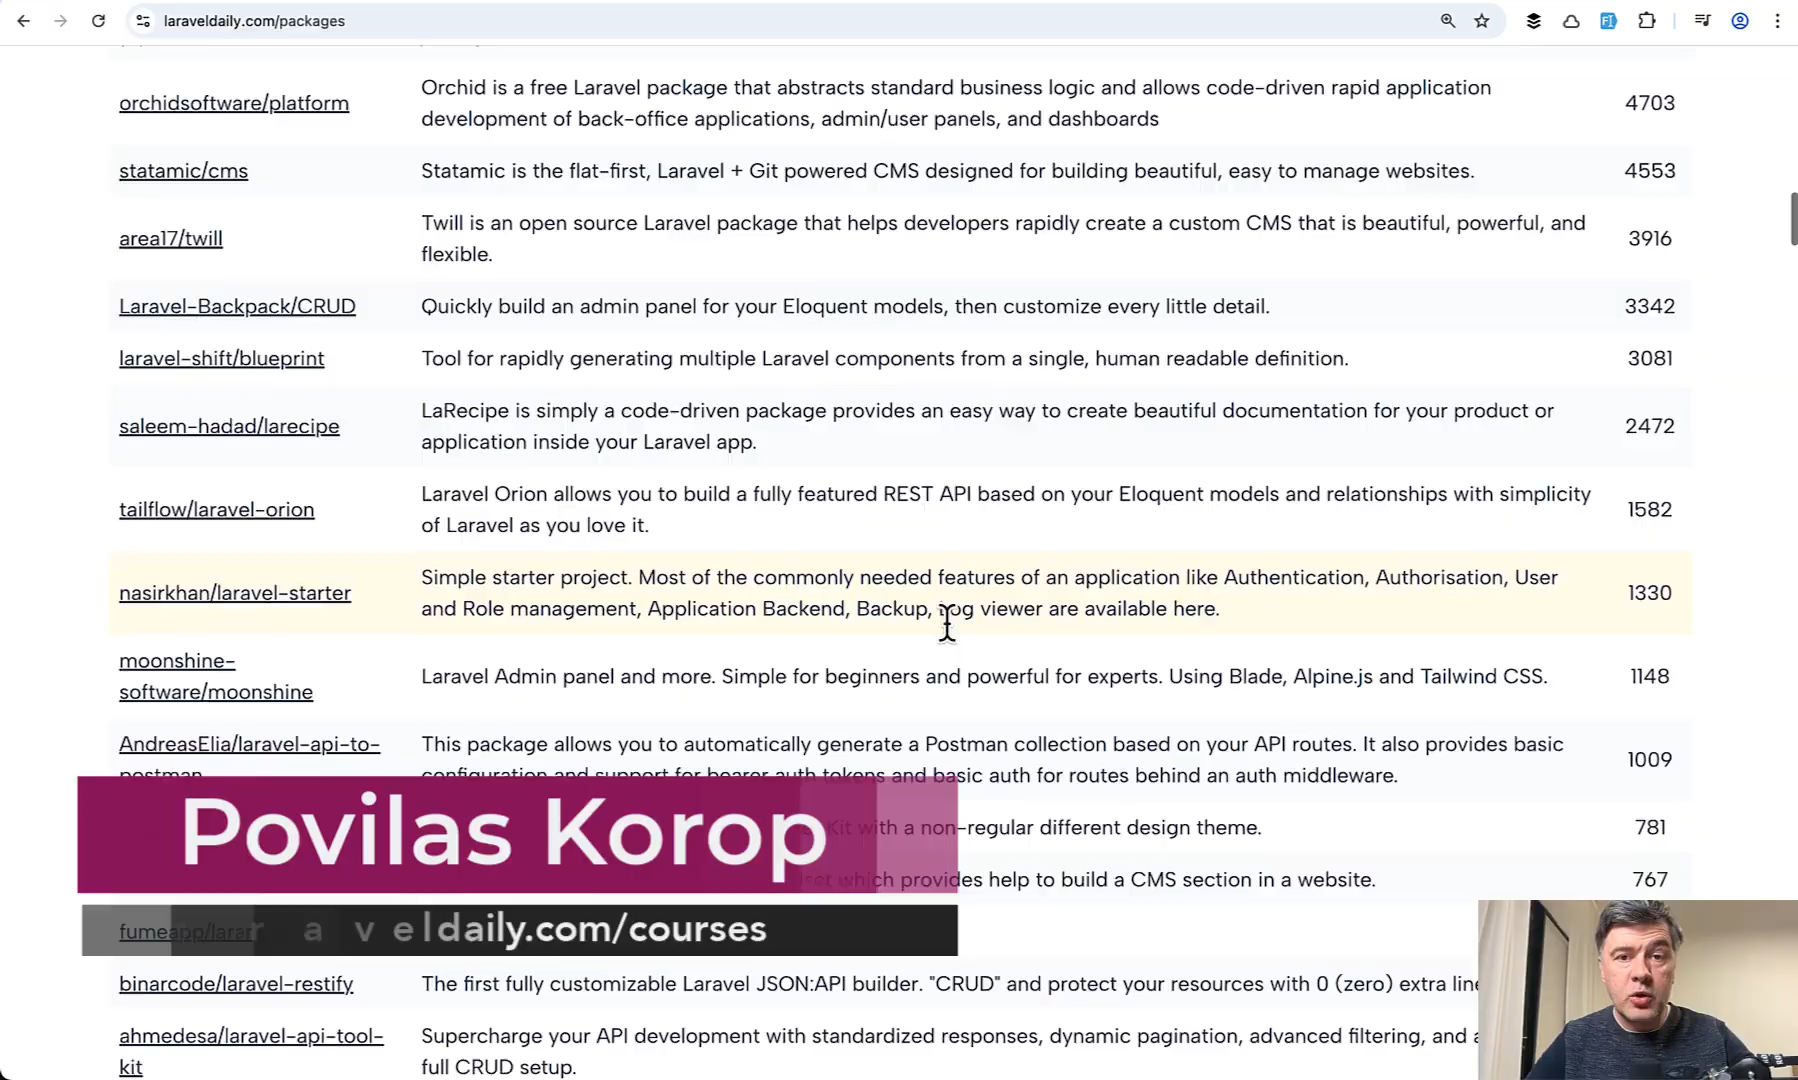 laraveldaily.com/packages
orchidsoftware/platform
Orchid is a free Laravel package that abstracts standard business logic and allows code-driven rapid application
development of back-office applications, admin/user panels, and dashboards
4703
statamic/cms
Statamic is the flat-first, Laravel + Git powered CMS designed for building beautiful, easy to manage websites.
4553
area17/twill
Twill is an open source Laravel package that helps developers rapidly create a custom CMS that is beautiful, powerful, and
flexible.
3916
Laravel-Backpack/CRUD
Quickly build an admin panel for your Eloquent models, then customize every little detail.
3342
laravel-shift/blueprint
Tool for rapidly generating multiple Laravel components from a single, human readable definition.
3081
saleem-hadad/larecipe
LaRecipe is simply a code-driven package provides an easy way to create beautiful documentation for your product or
application inside your Laravel app.
2472
tailflow/laravel-orion
Laravel Orion allows you to build a fully featured REST API based on your Eloquent models and relationships with simplicity
of Laravel as you love it.
1582
nasirkhan/laravel-starter
Simple starter project. Most of the commonly needed features of an application like Authentication, Authorisation, User
and Role management, Application Backend, Backup, Log viewer are available here.
1330
moonshine-
software/moonshine
Laravel Admin panel and more. Simple for beginners and powerful for experts. Using Blade, Alpine.js and Tailwind CSS.
1148
AndreasElia/laravel-api-to-
postman
This package allows you to automatically generate a Postman collection based on your API routes. It also provides basic
configuration and support for bearer auth tokens and basic auth for routes behind an auth middleware.
1009
Povilas Korop
Kit with a non-regular different design theme.
781
which provides help to build a CMS section in a website.
767
fumeapp/
r a v e l daily.com/courses
binarcode/laravel-restify
The first fully customizable Laravel JSON:API builder. "CRUD" and protect your resources with 0 (zero) extra
ahmedesa/laravel-api-tool-
kit
Supercharge your API development with standardized responses, dynamic pagination, advanced filtering, and
full CRUD setup.